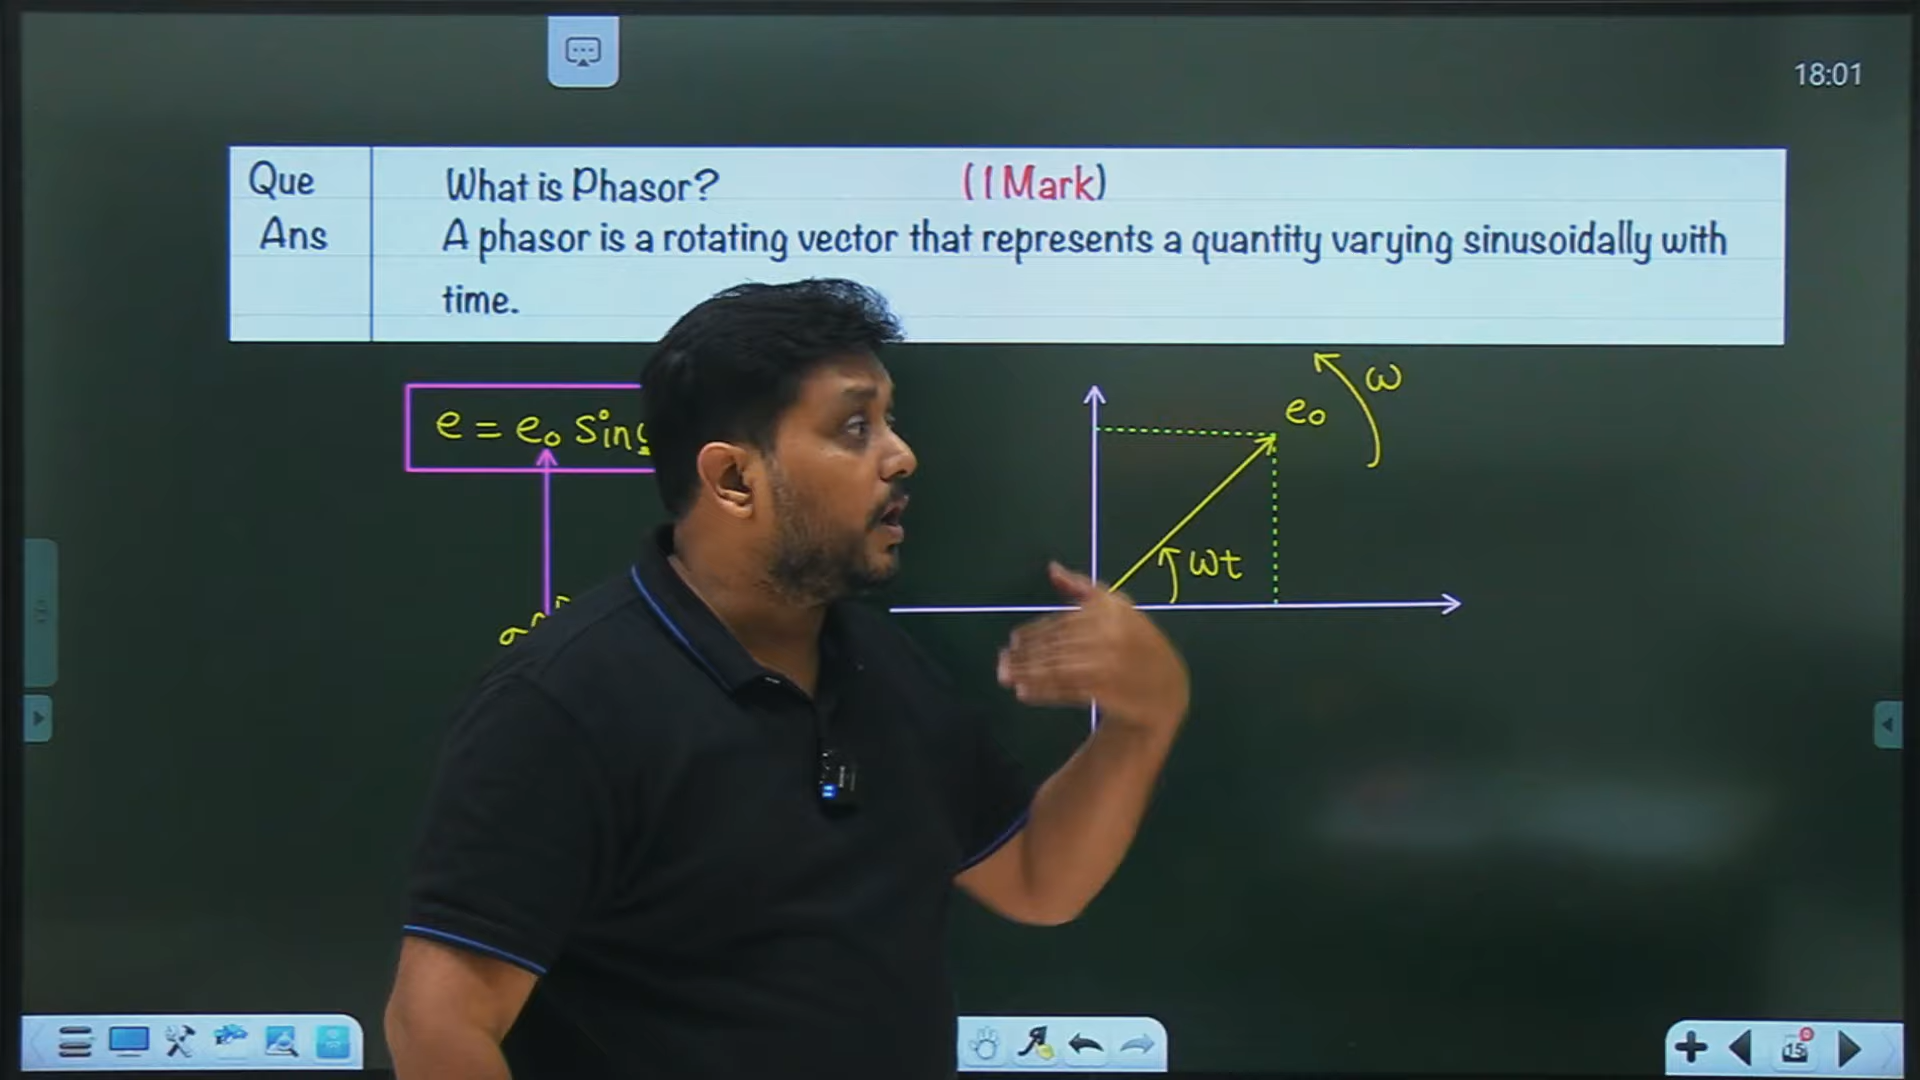 18:01
Que What is Phasor? (1 Mark)
Ans A phasor is a rotating vector that represents a quantity varying sinusoidally with
time.
ω
e₀
e = e₀ sin
ωt
15